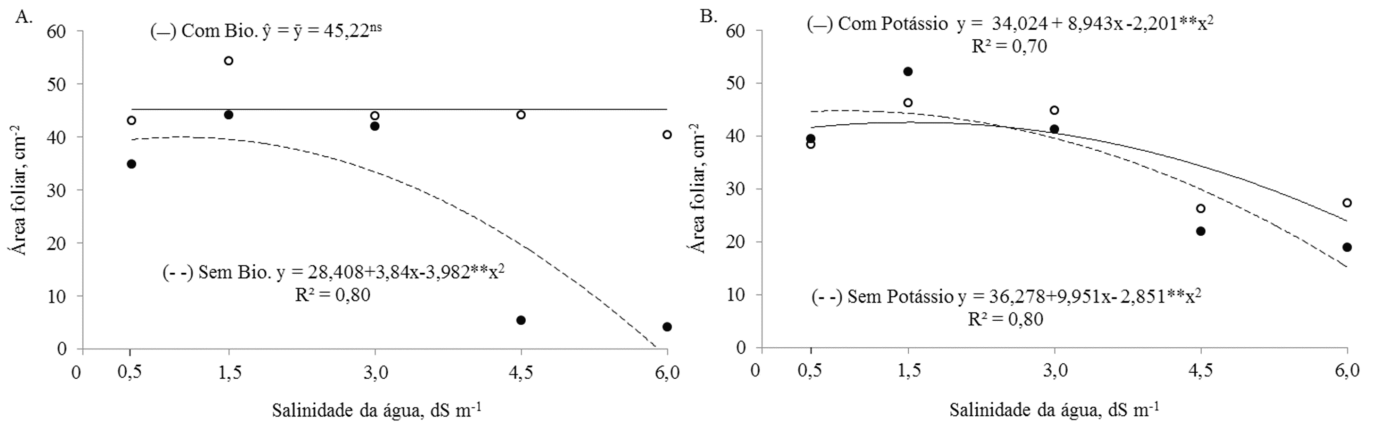 A.
(—) Com Bio. ŷ = ȳ = 45,22ns
Área foliar, cm-2
60
50
40
30
20
10
0
(- -) Sem Bio. y = 28,408+3,84x-3,982**x2
R² = 0,80
0
0,5
1,5
3,0
4,5
6,0
Salinidade da água, dS m-1
B.
(—) Com Potássio y = 34,024 + 8,943x -2,201**x2
R² = 0,70
Área foliar, cm-2
60
50
40
30
20
10
0
(- -) Sem Potássio y = 36,278+9,951x- 2,851**x2
R² = 0,80
0
0,5
1,5
3,0
4,5
6,0
Salinidade da água, dS m-1